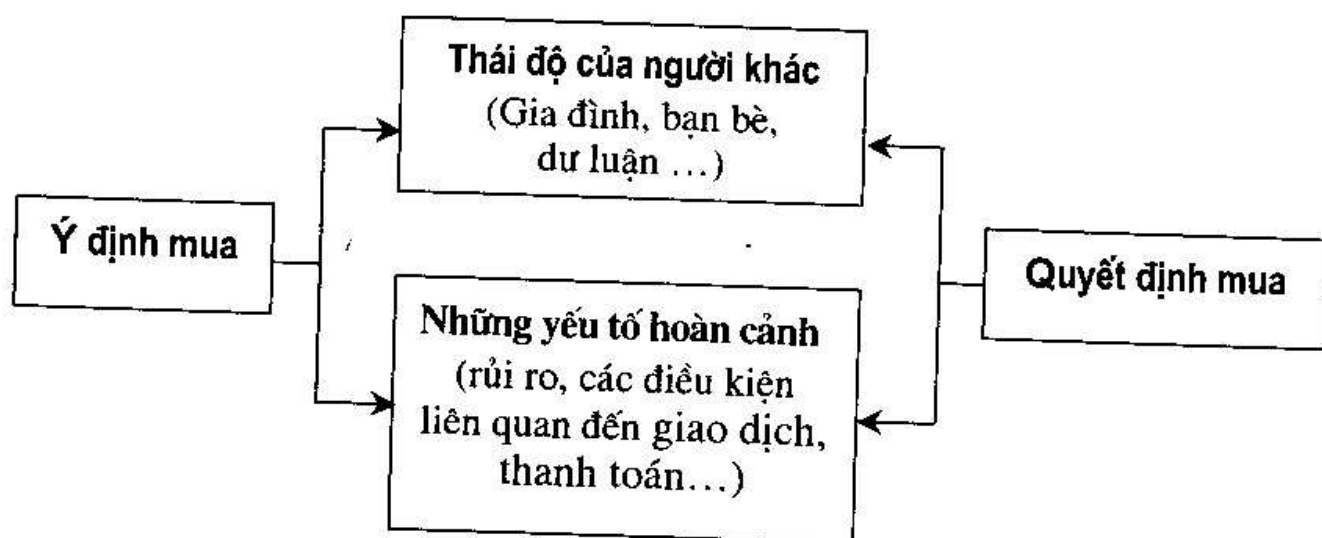 Thái độ của người khác
(Gia đình, bạn bè,
dư luận ...)
Ý định mua
Quyết định mua
Những yếu tố hoàn cảnh
(rủi ro, các điều kiện
liên quan đến giao dịch,
thanh toán...)